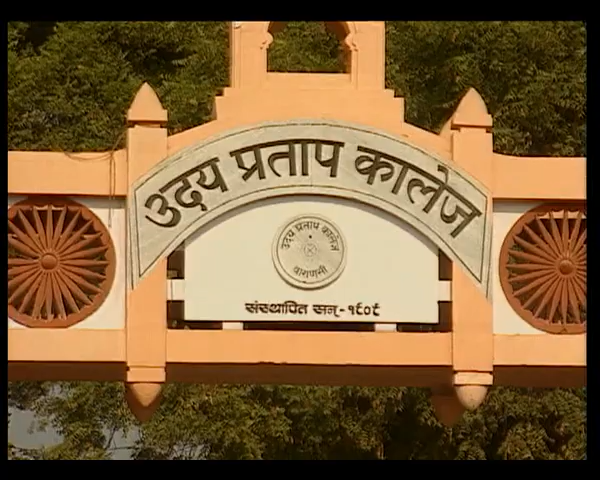 उदय प्रताप कालेज
उदय प्रताप कालेज
वाराणसी
संस्थापित सन्-१९०९